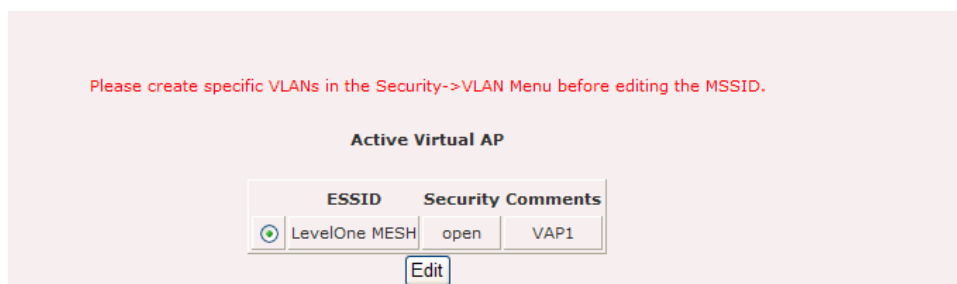 Please create specific VLANs in the Security->VLAN Menu before editing the MSSID.
Active Virtual AP
ESSID Security Comments
LevelOne MESH open VAP1
Edit